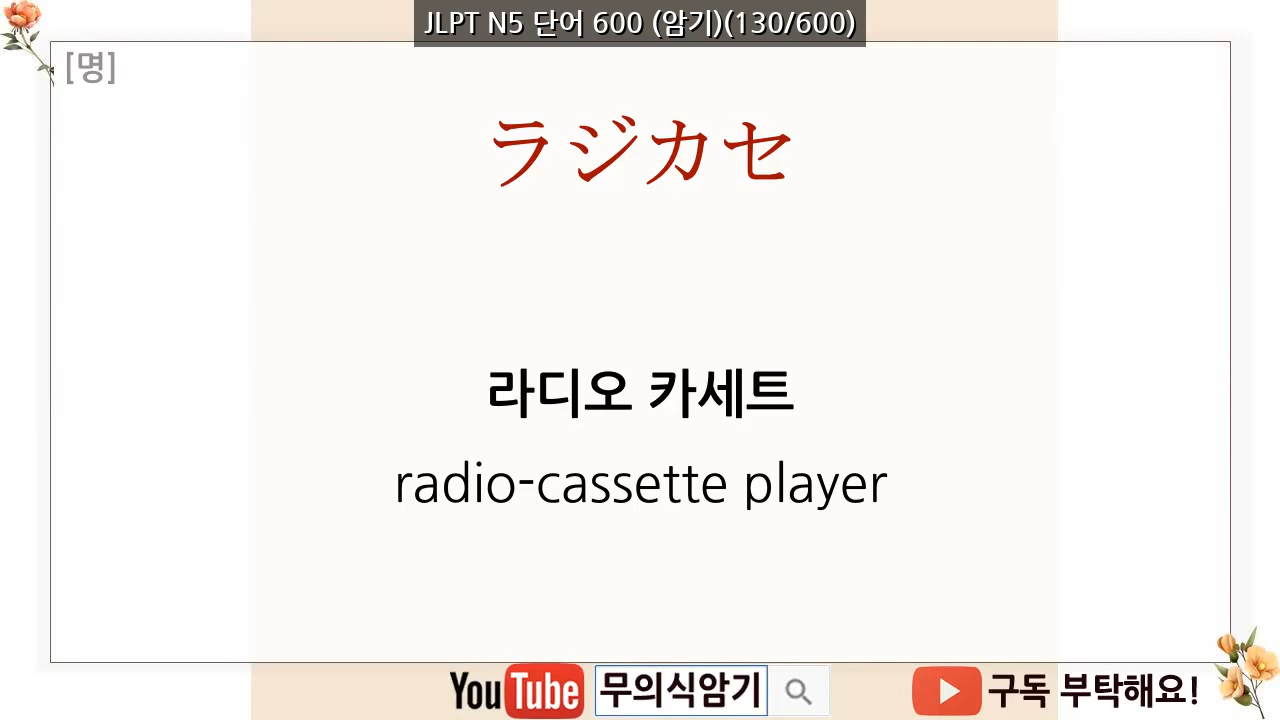 JLPT N5 단어 600 (암기)(130/600)
[명]
ラジカセ
라디오 카세트
radio-cassette player
YouTube 무의식암기 구독 부탁해요!